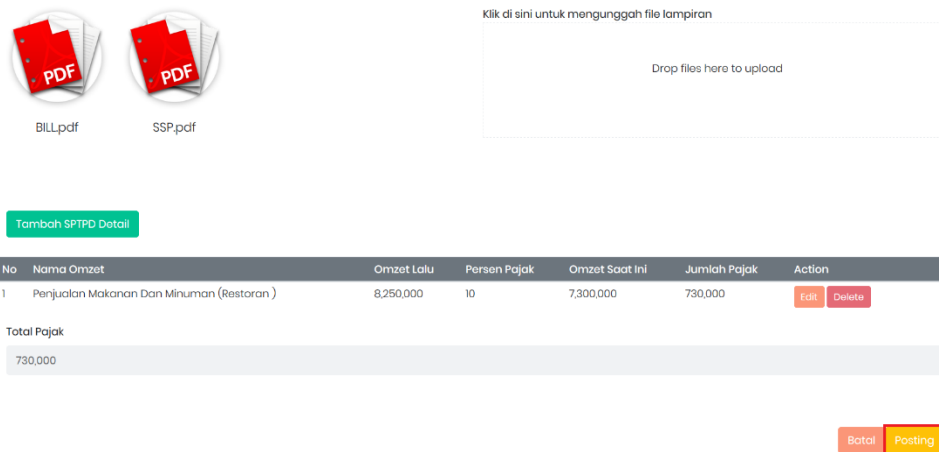 Klik di sini untuk mengunggah file lampiran
PDF PDF
Drop files here to upload
BILL.pdf SSP.pdf
Tambah SPTPD Detail
No Nama Omzet Omzet Lalu Persen Pajak Omzet Saat Ini Jumlah Pajak Action
1 Penjualan Makanan Dan Minuman (Restoran ) 8,250,000 10 7,300,000 730,000 Edit Delete
Total Pajak
730,000
Batal Posting